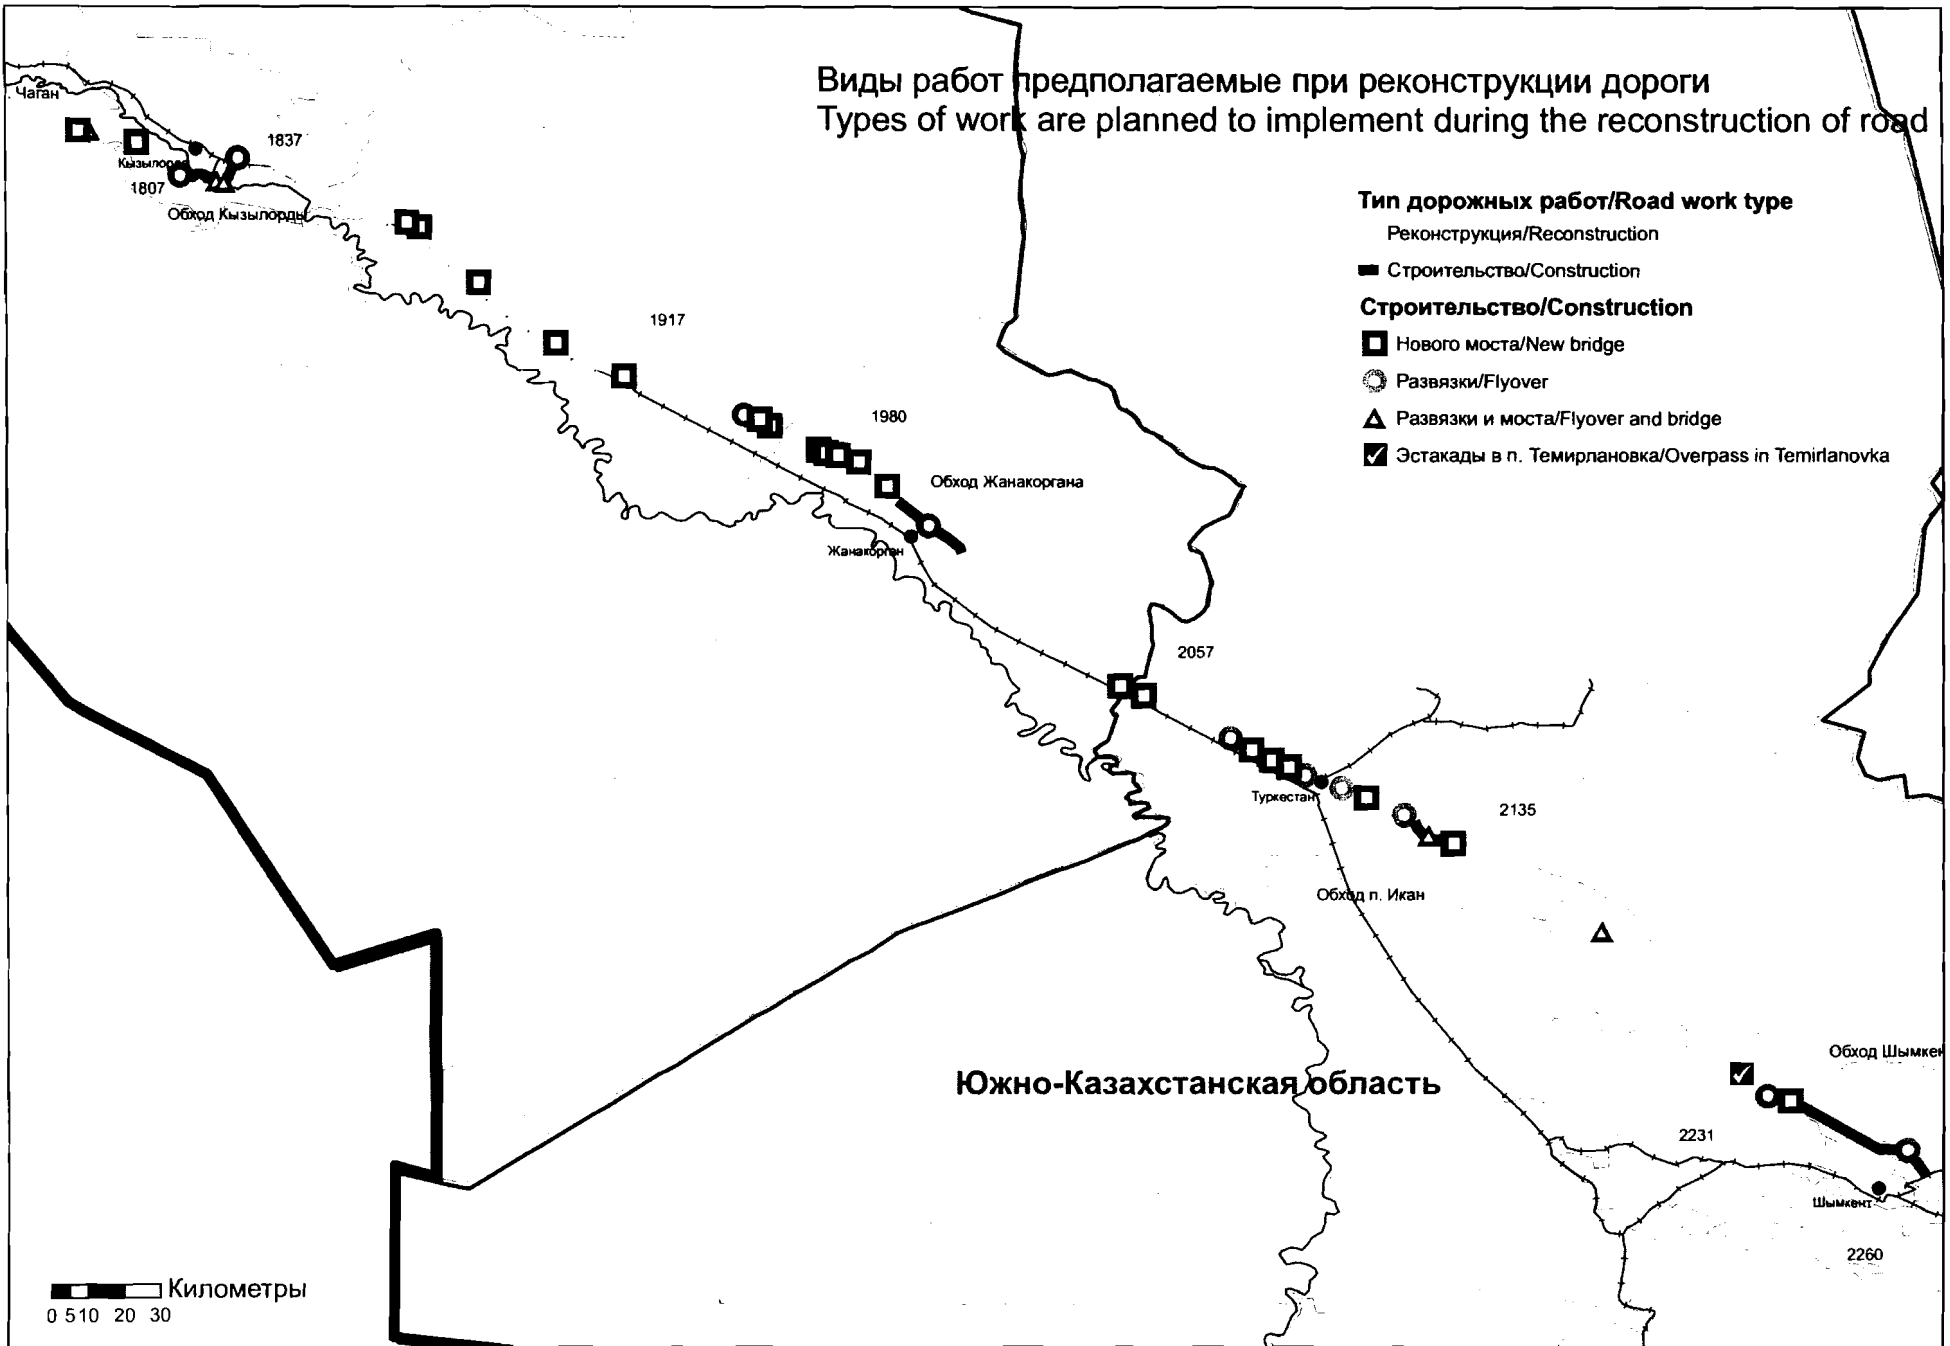 Виды работ предполагаемые при реконструкции дороги
Types of work are planned to implement during the reconstruction of road
Чаган
1837
Кызылорда
1807
Обход Кызылорды
Тип дорожных работ/Road work type
Реконструкция/Reconstruction
Строительство/Construction
Строительство/Construction
Нового моста/New bridge
Развязки/Flyover
Развязки и моста/Flyover and bridge
Эстакады в п. Темирлановка/Overpass in Temirlanovka
1917
1980
Обход Жанакоргана
Жанакорган
2057
Туркестан
2135
Обход п. Икан
Южно-Казахстанская область
Обход Шымкен
2231
Шымкент
2260
Километры
0 510 20 30